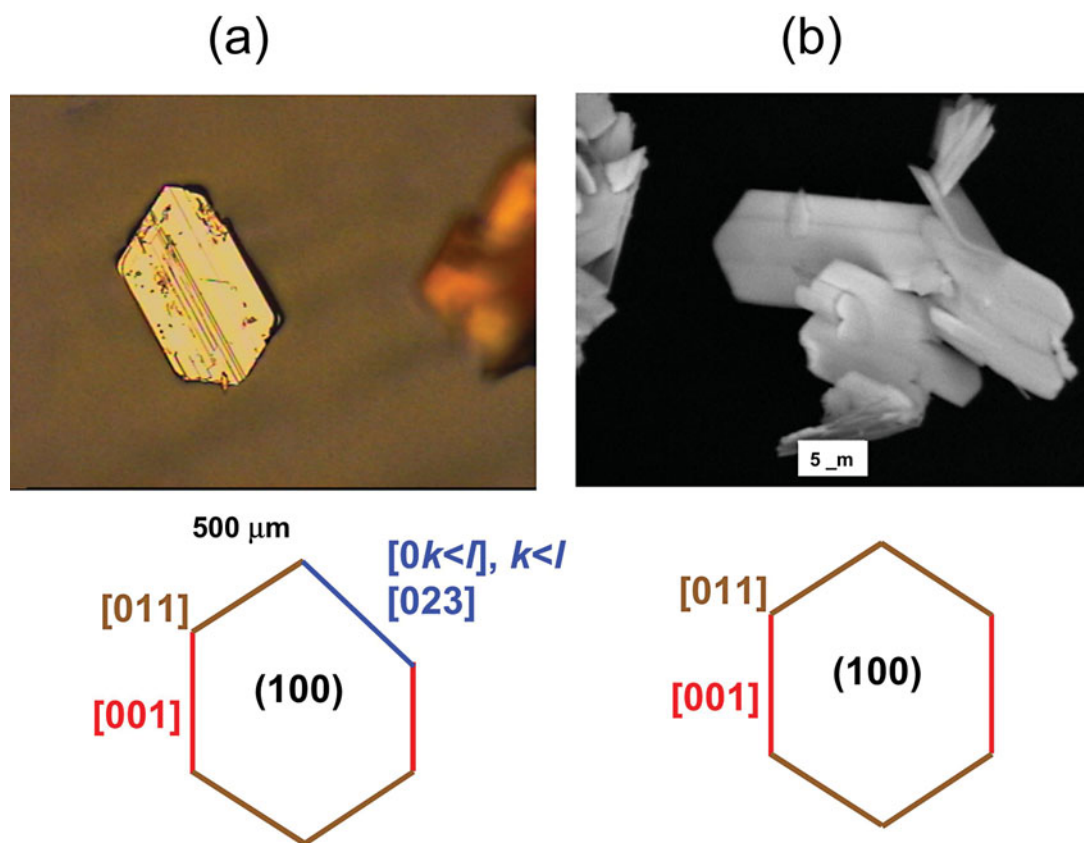 (a)
(b)
5 _m
500 μm
[0k<l], k<l
[023]
[011]
(100)
[001]
[011]
(100)
[001]